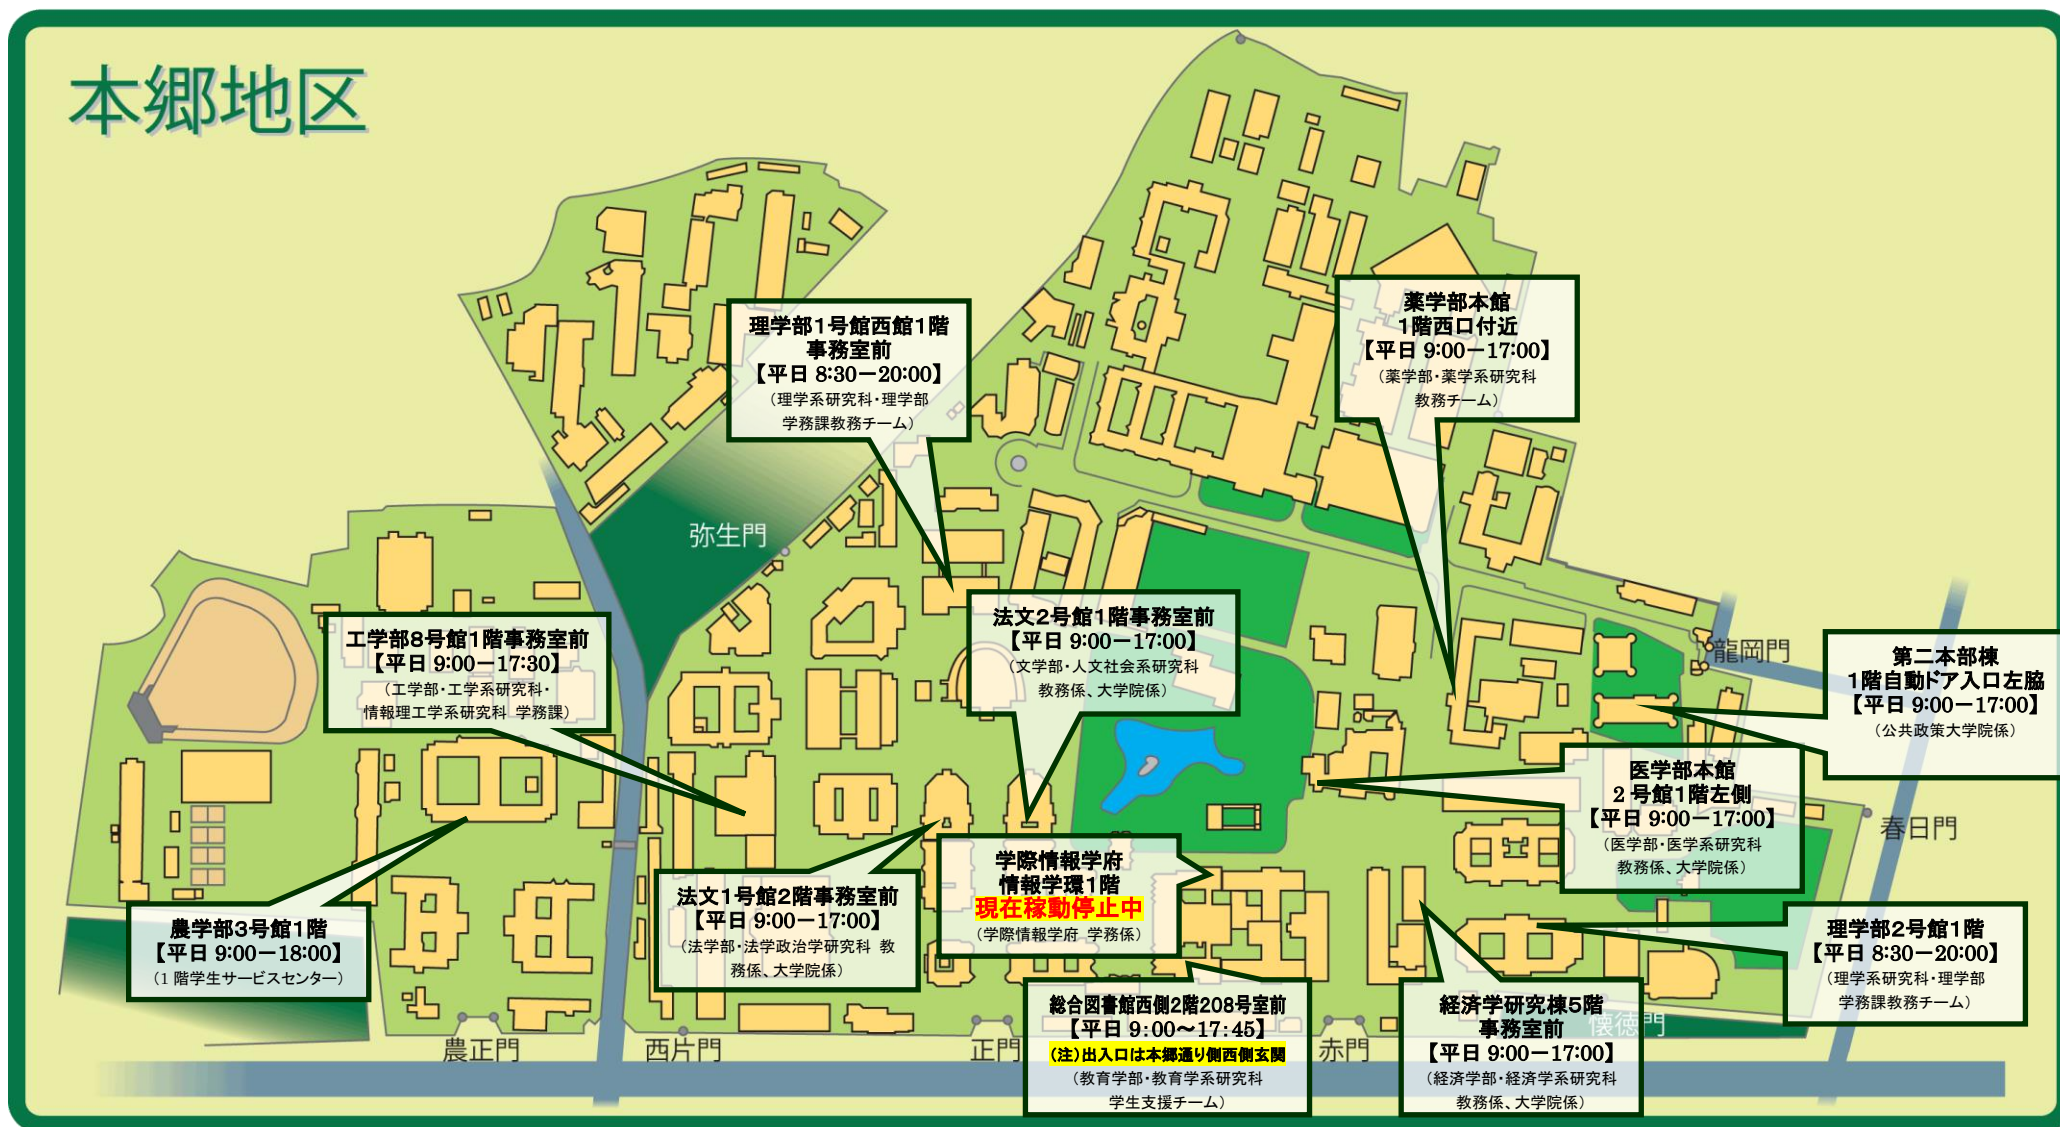 本郷地区
理学部1号館西館1階
事務室前
【平日 8:30－20:00】
（理学系研究科・理学部
学務課教務チーム）
薬学部本館
1階西口付近
【平日 9:00－17:00】
（薬学部・薬学系研究科
教務チーム）
弥生門
工学部8号館1階事務室前
【平日 9:00－17:30】
（工学部・工学系研究科・
情報理工学系研究科 学務課）
法文2号館1階事務室前
【平日 9:00－17:00】
（文学部・人文社会系研究科
教務係、大学院係）
龍岡門
第二本部棟
1階自動ドア入口左脇
【平日 9:00－17:00】
（公共政策大学院係）
医学部本館
2号館1階左側
【平日 9:00－17:00】
（医学部・医学系研究科
教務係、大学院係）
春日門
農学部3号館1階
【平日 9:00－18:00】
（1階学生サービスセンター）
法文1号館2階事務室前
【平日 9:00－17:00】
（法学部・法学政治学研究科 教
務係、大学院係）
学際情報学府
情報学環1階
現在稼動停止中
（学際情報学府 学務係）
理学部2号館1階
【平日 8:30－20:00】
（理学系研究科・理学部
学務課教務チーム）
総合図書館西側2階208号室前
【平日 9：00～17：45】
(注)出入口は本郷通り側西側玄関
（教育学部・教育学系研究科
学生支援チーム）
経済学研究棟5階
事務室前
【平日 9:00－17:00】
（経済学部・経済学系研究科
教務係、大学院係）
懐徳門
農正門
西片門
正門
赤門